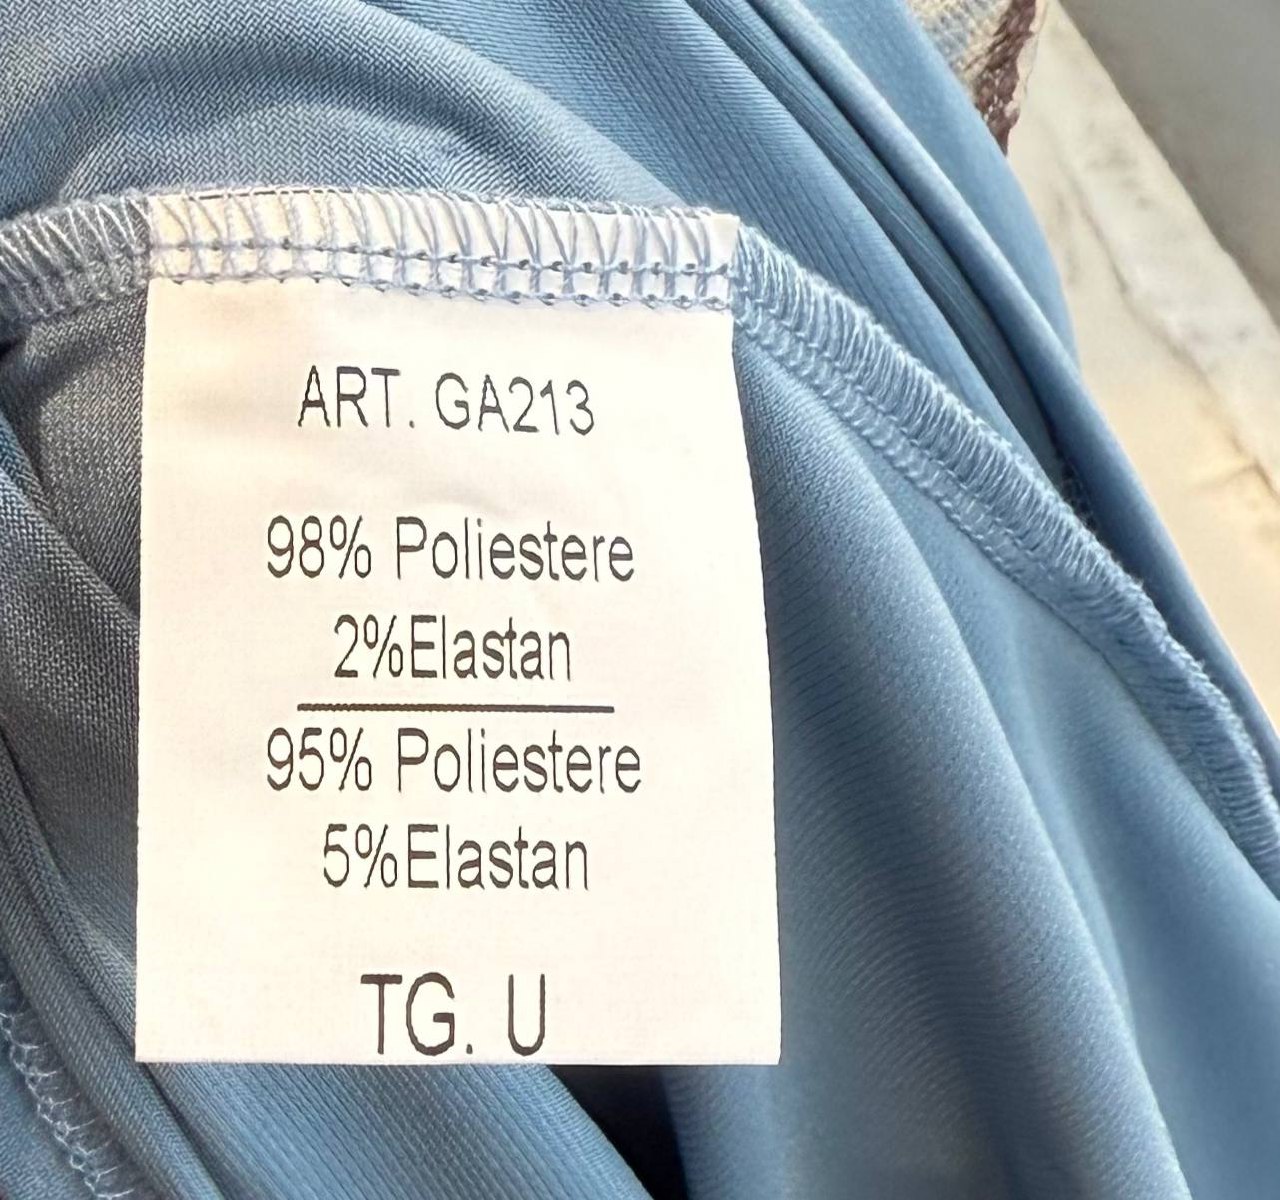 ART. GA213
98% Poliestere
2%Elastan
95% Poliestere
5%Elastan
TG. U